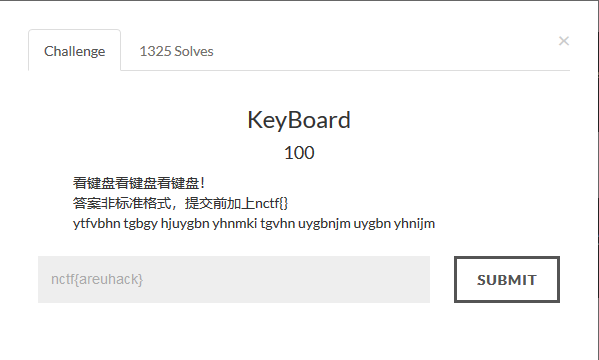 Challenge
1325 Solves
×
KeyBoard
100
看键盘看键盘看键盘！
答案非标准格式，提交前加上nctf{}
ytfvbhn tgbgy hjuygbn yhnmki tgvhn uygbnjm uygbn yhnijm
nctf{areuhack}
SUBMIT